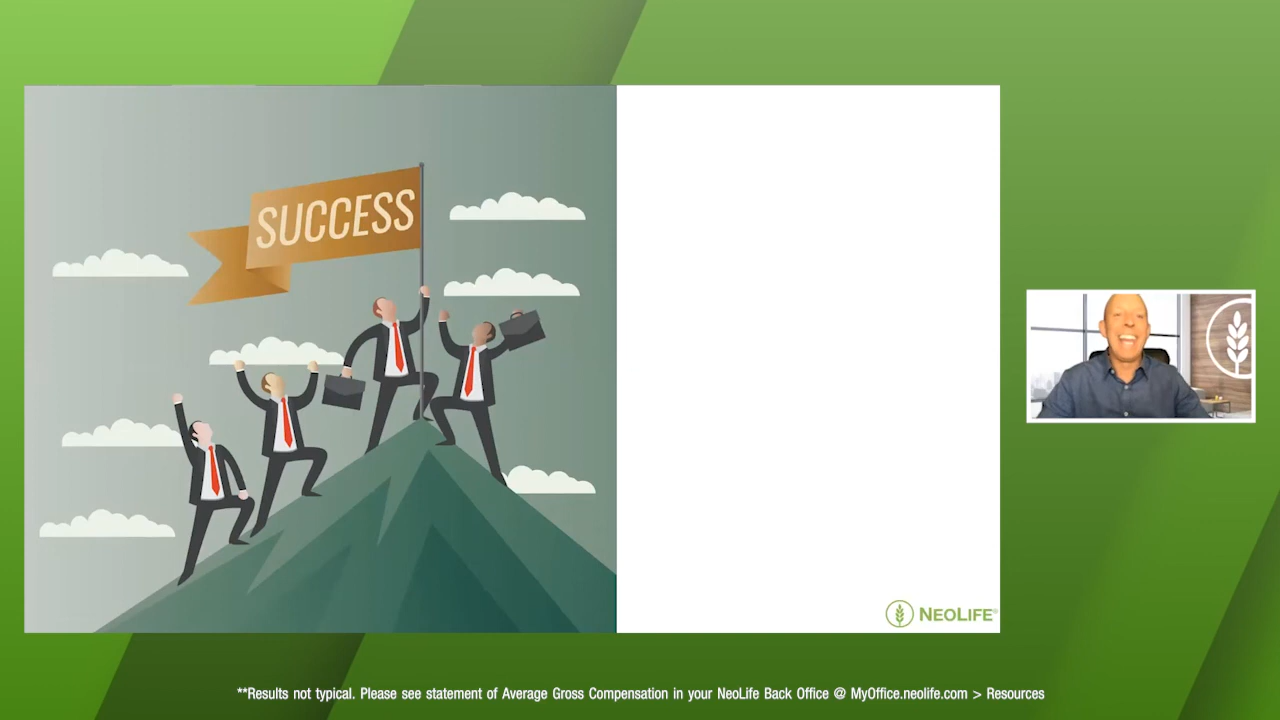 SUCCESS
NEOLIFE®
**Results not typical. Please see statement of Average Gross Compensation in your NeoLife Back Office @ MyOffice.neolife.com > Resources